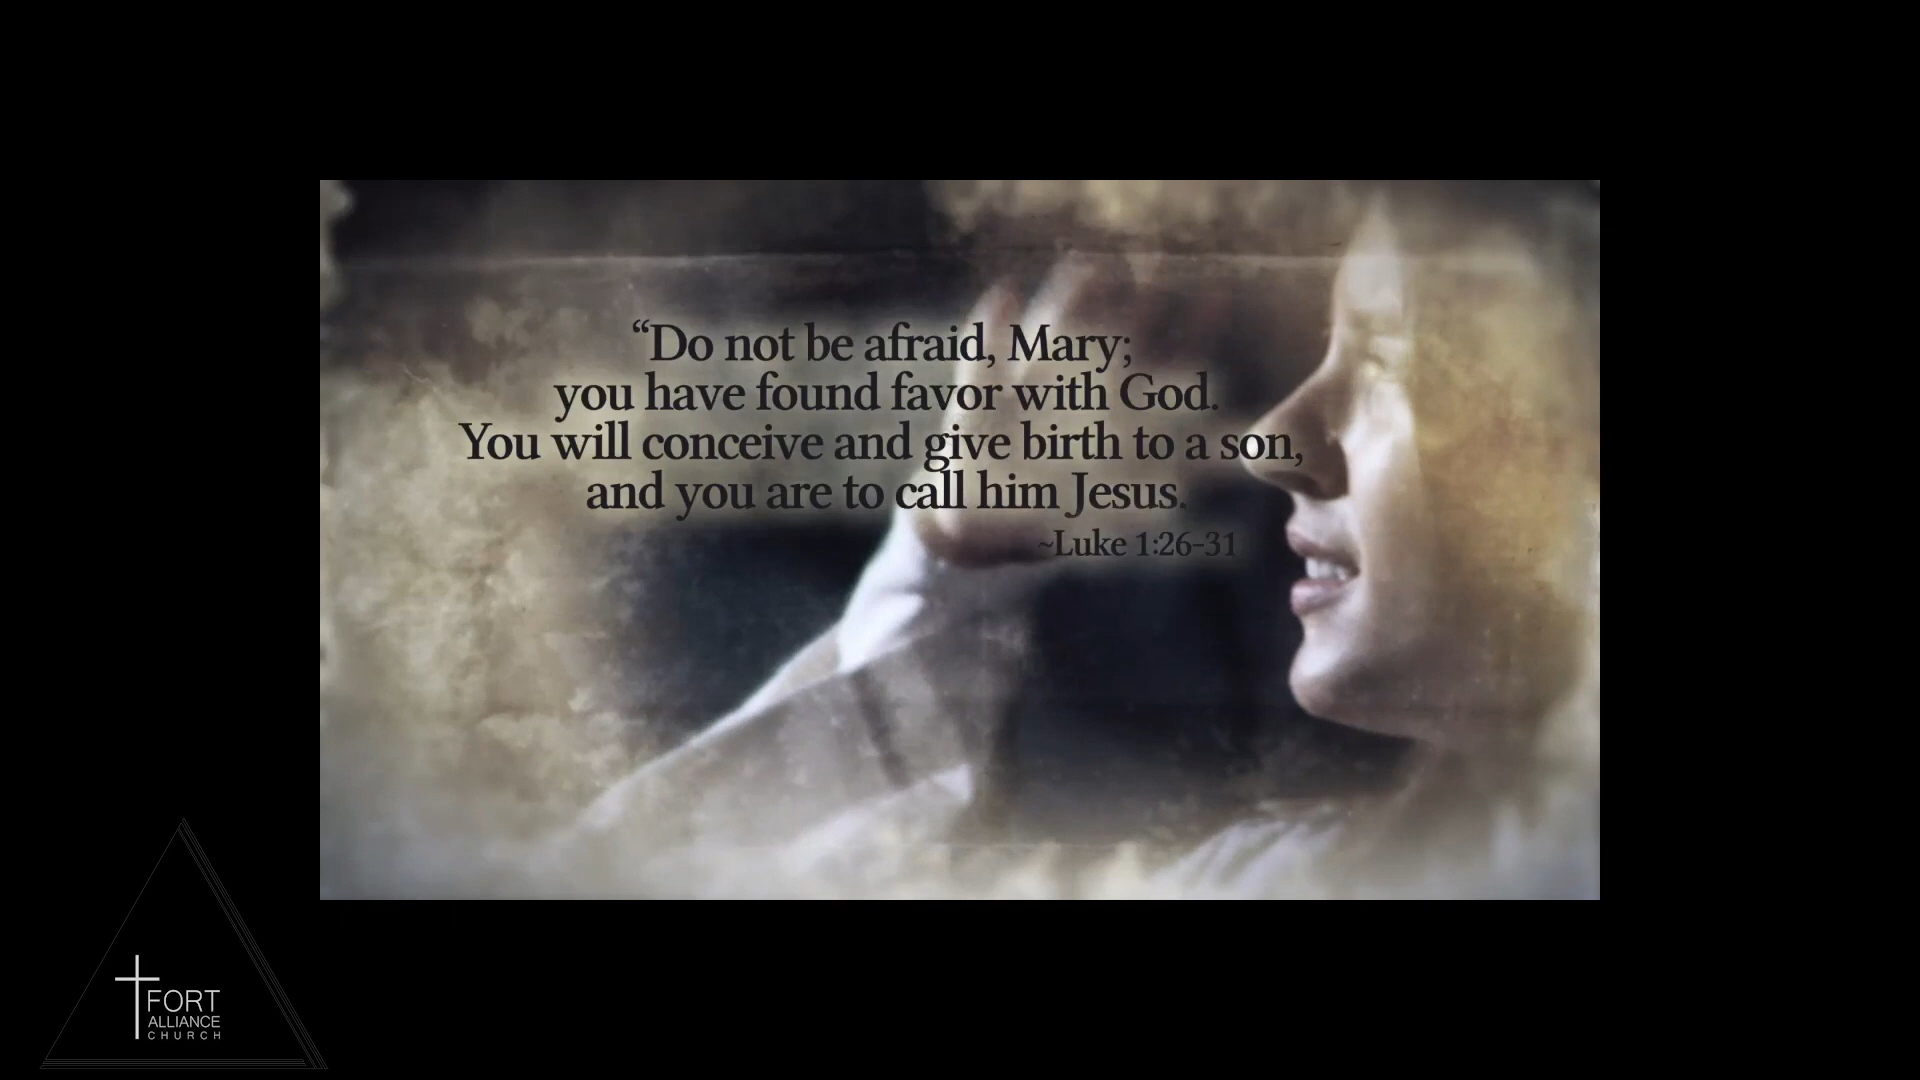 “Do not be afraid, Mary;
you have found favor with God.
You will conceive and give birth to a son,
and you are to call him Jesus.
~Luke 1:26-31
FORT
ALLIANCE
CHURCH